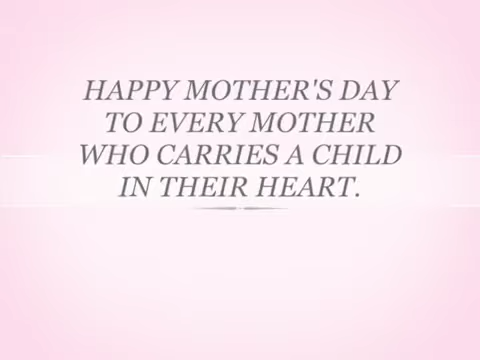 HAPPY MOTHER'S DAY
TO EVERY MOTHER
WHO CARRIES A CHILD
IN THEIR HEART.